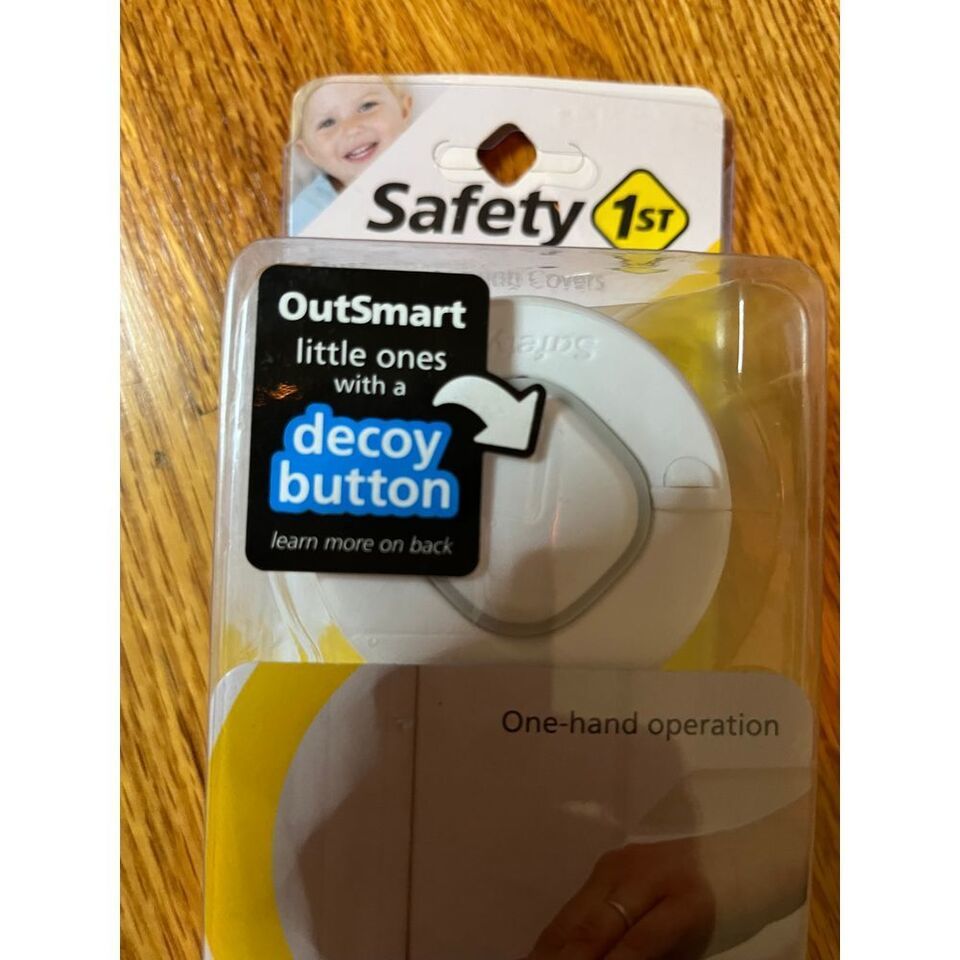 Safety 1ST
OutSmart
little ones
with a
decoy
button
learn more on back
One-hand operation